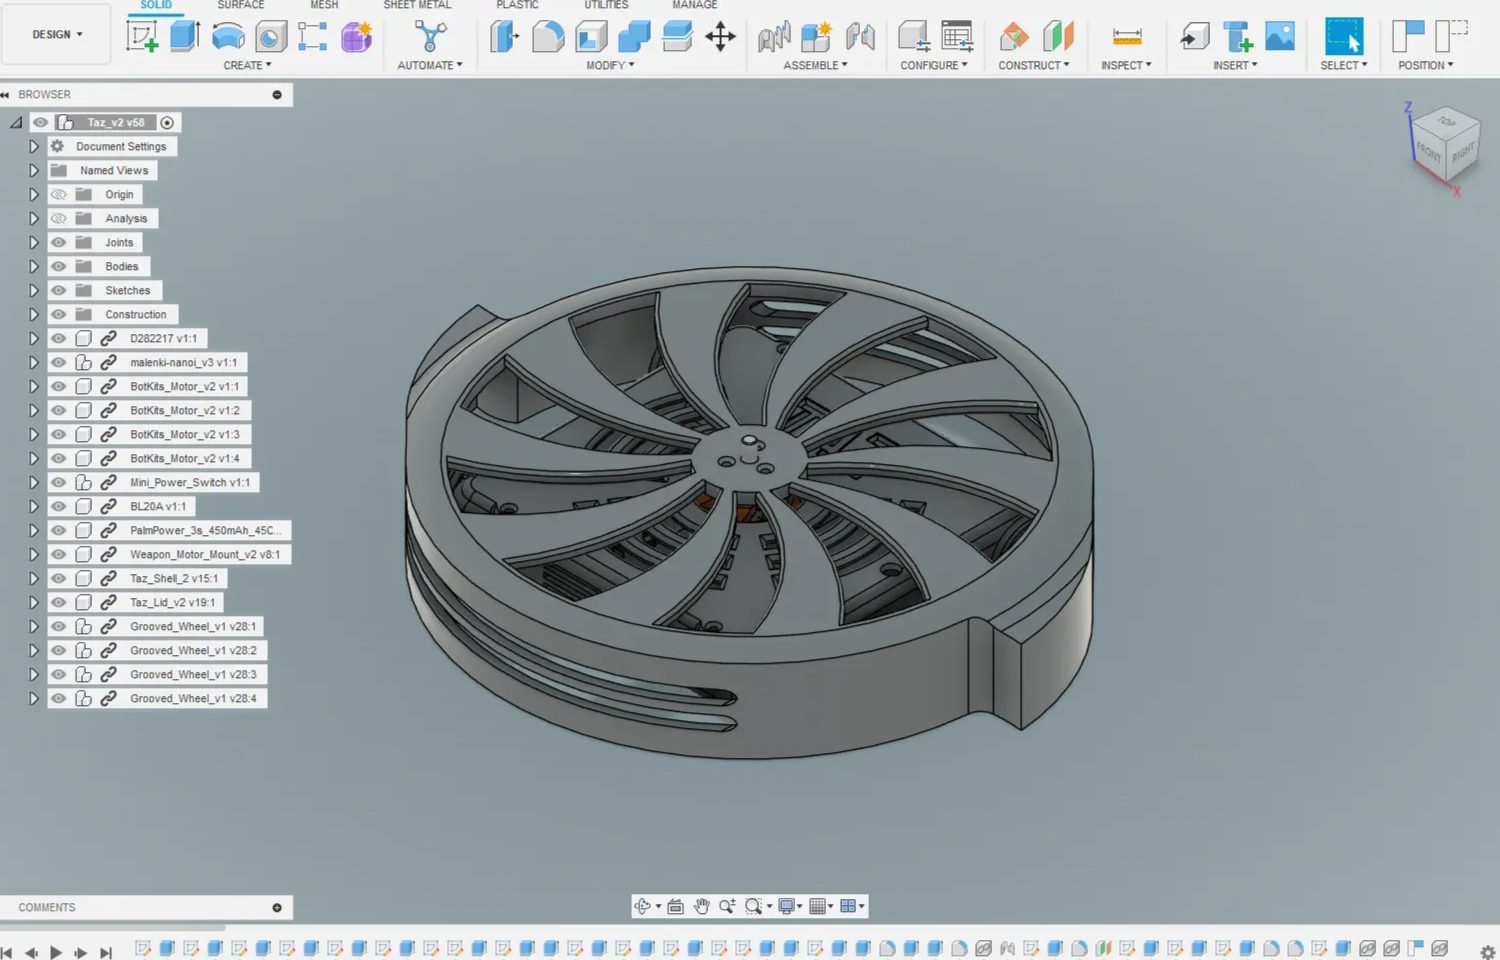 SOLID SURFACE MESH SHEET METAL PLASTIC UTILITIES MANAGE
DESIGN
CREATE AUTOMATE MODIFY ASSEMBLE CONFIGURE CONSTRUCT INSPECT INSERT SELECT POSITION
BROWSER
Taz_v2 v58
Document Settings
Named Views
Origin
Analysis
Joints
Bodies
Sketches
Construction
D282217 v1:1
malenki-nanoi_v3 v1:1
BotKits_Motor_v2 v1:1
BotKits_Motor_v2 v1:2
BotKits_Motor_v2 v1:3
BotKits_Motor_v2 v1:4
Mini_Power_Switch v1:1
BL20A v1:1
PalmPower_3s_450mAh_45C...
Weapon_Motor_Mount_v2 v8:1
Taz_Shell_2 v15:1
Taz_Lid_v2 v19:1
Grooved_Wheel_v1 v28:1
Grooved_Wheel_v1 v28:2
Grooved_Wheel_v1 v28:3
Grooved_Wheel_v1 v28:4
Z
TOP
FRONT RIGHT
X
COMMENTS